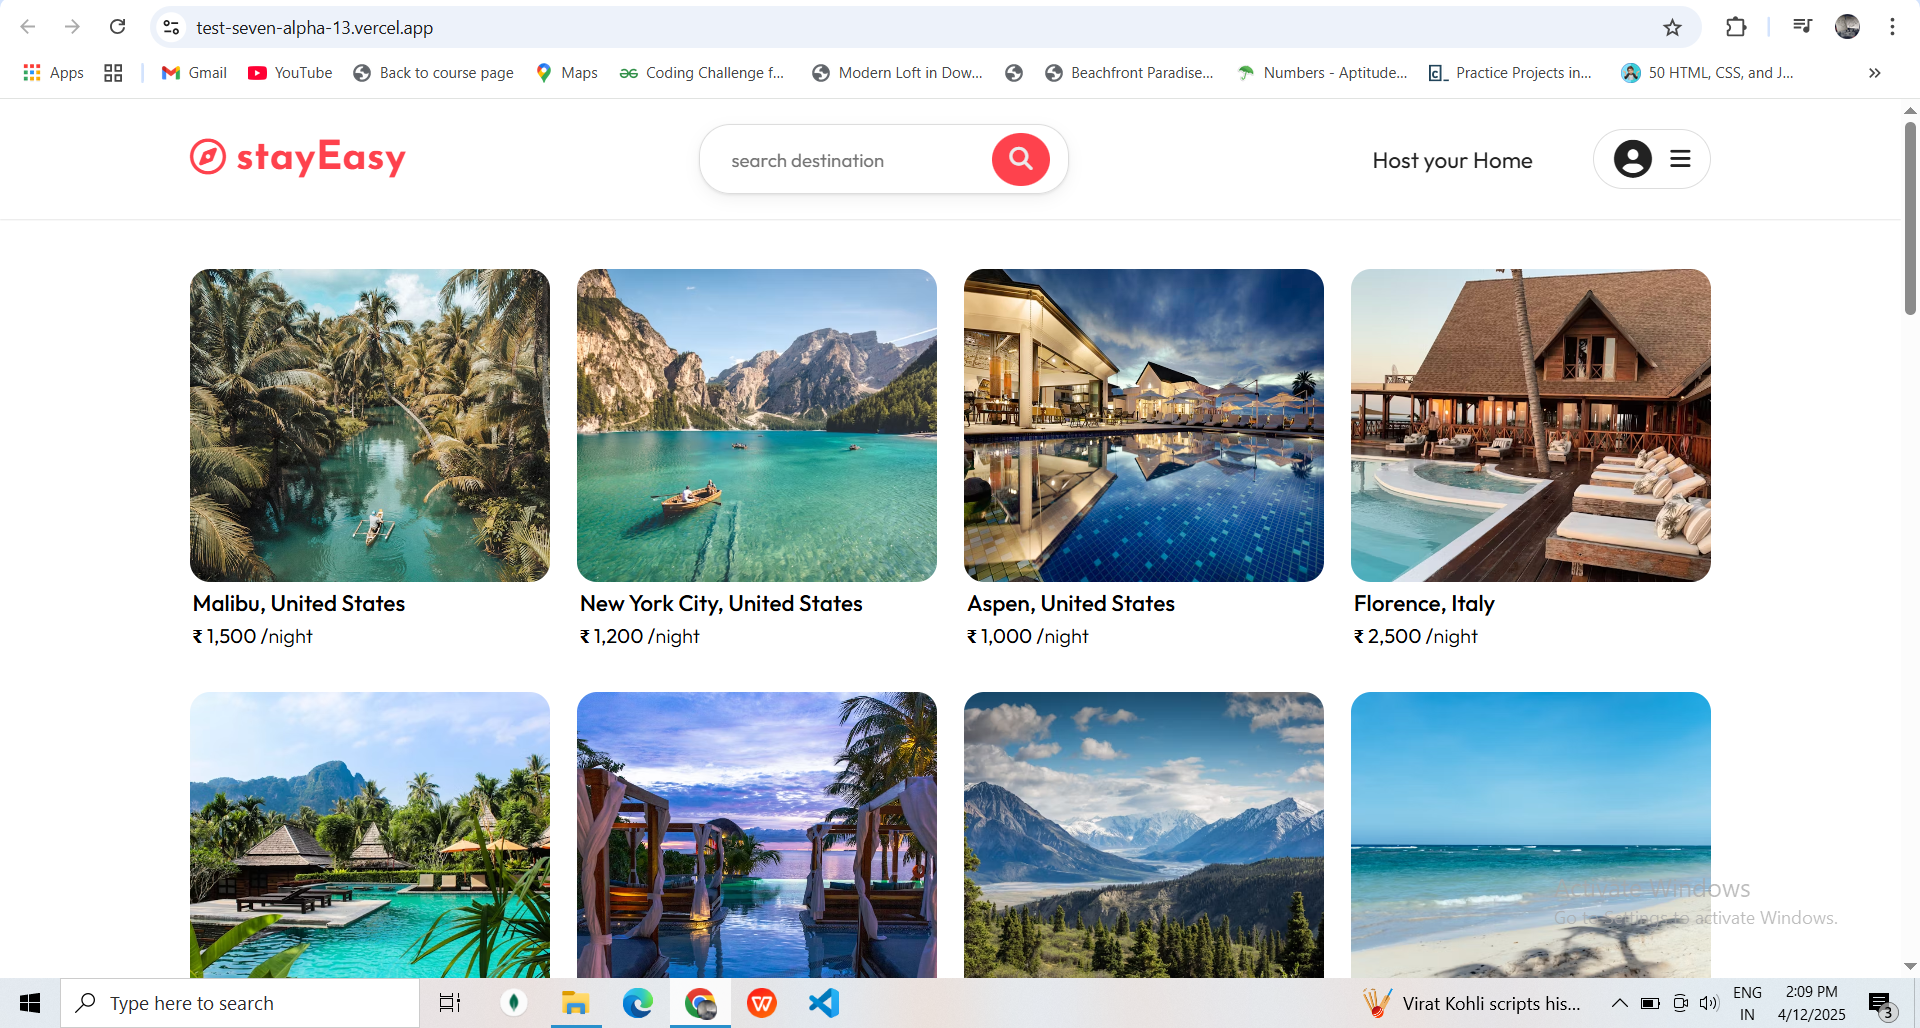 test-seven-alpha-13.vercel.app
Apps
Gmail
YouTube
Back to course page
Maps
Coding Challenge f...
Modern Loft in Dow...
Beachfront Paradise...
Numbers - Aptitude...
Practice Projects in...
50 HTML, CSS, and J...
stayEasy
search destination
Host your Home
Malibu, United States
₹ 1,500 /night
New York City, United States
₹ 1,200 /night
Aspen, United States
₹ 1,000 /night
Florence, Italy
₹ 2,500 /night
Activate Windows
Go to Settings to activate Windows.
Type here to search
Virat Kohli scripts his...
ENG
IN
2:09 PM
4/12/2025
3